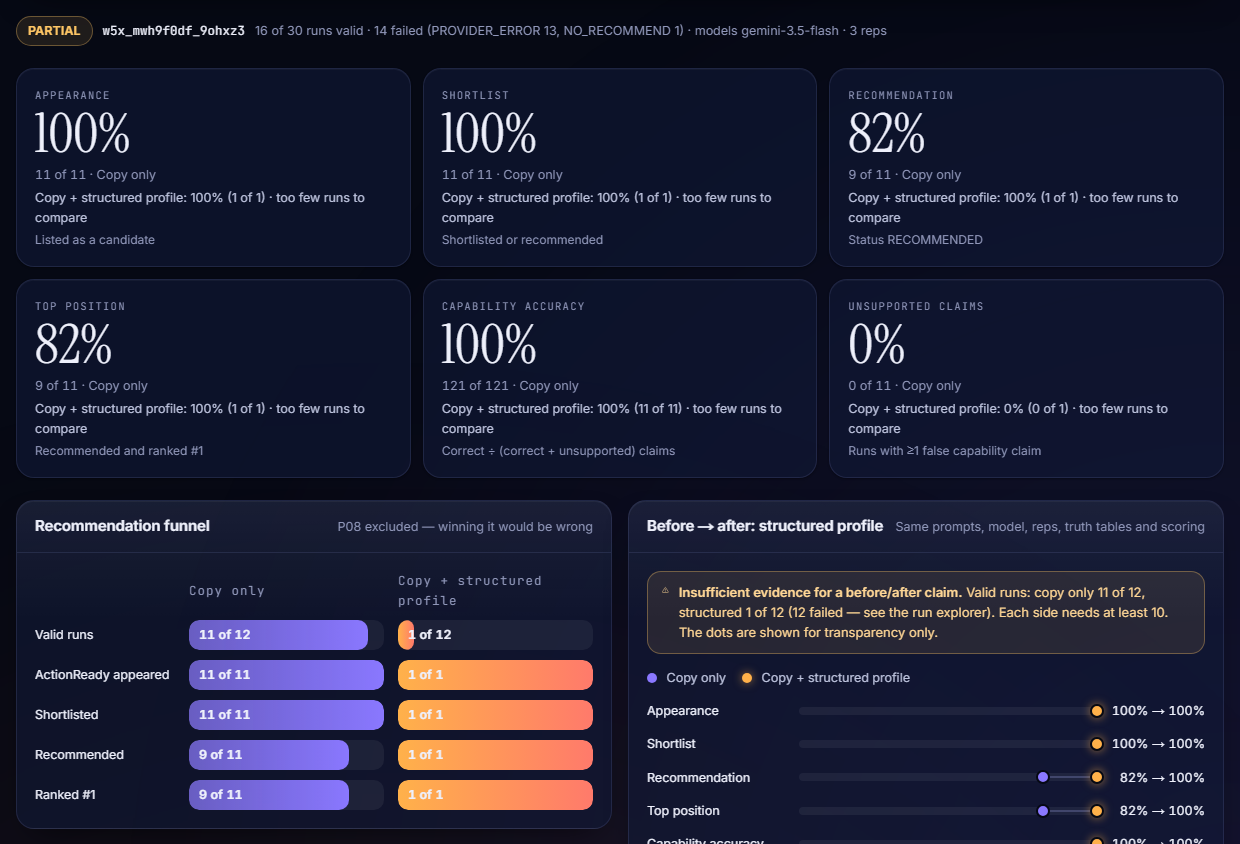 PARTIAL w5x_mwh9f0df_9ohxz3 16 of 30 runs valid · 14 failed (PROVIDER_ERROR 13, NO_RECOMMEND 1) · models gemini-3.5-flash · 3 reps
APPEARANCE
100%
11 of 11 · Copy only
Copy + structured profile: 100% (1 of 1) · too few runs to
compare
Listed as a candidate
SHORTLIST
100%
11 of 11 · Copy only
Copy + structured profile: 100% (1 of 1) · too few runs to
compare
Shortlisted or recommended
RECOMMENDATION
82%
9 of 11 · Copy only
Copy + structured profile: 100% (1 of 1) · too few runs to
compare
Status RECOMMENDED
TOP POSITION
82%
9 of 11 · Copy only
Copy + structured profile: 100% (1 of 1) · too few runs to
compare
Recommended and ranked #1
CAPABILITY ACCURACY
100%
121 of 121 · Copy only
Copy + structured profile: 100% (11 of 11) · too few runs to
compare
Correct ÷ (correct + unsupported) claims
UNSUPPORTED CLAIMS
0%
0 of 11 · Copy only
Copy + structured profile: 0% (0 of 1) · too few runs to
compare
Runs with ≥1 false capability claim
Recommendation funnel P08 excluded — winning it would be wrong
Copy only
Copy + structured
profile
Valid runs 11 of 12 1 of 12
ActionReady appeared 11 of 11 1 of 1
Shortlisted 11 of 11 1 of 1
Recommended 9 of 11 1 of 1
Ranked #1 9 of 11 1 of 1
Before → after: structured profile Same prompts, model, reps, truth tables and scoring
⚠ Insufficient evidence for a before/after claim. Valid runs: copy only 11 of 12,
structured 1 of 12 (12 failed — see the run explorer). Each side needs at least 10.
The dots are shown for transparency only.
Copy only Copy + structured profile
Appearance 100% → 100%
Shortlist 100% → 100%
Recommendation 82% → 100%
Top position 82% → 100%
Capability accuracy 100% → 100%